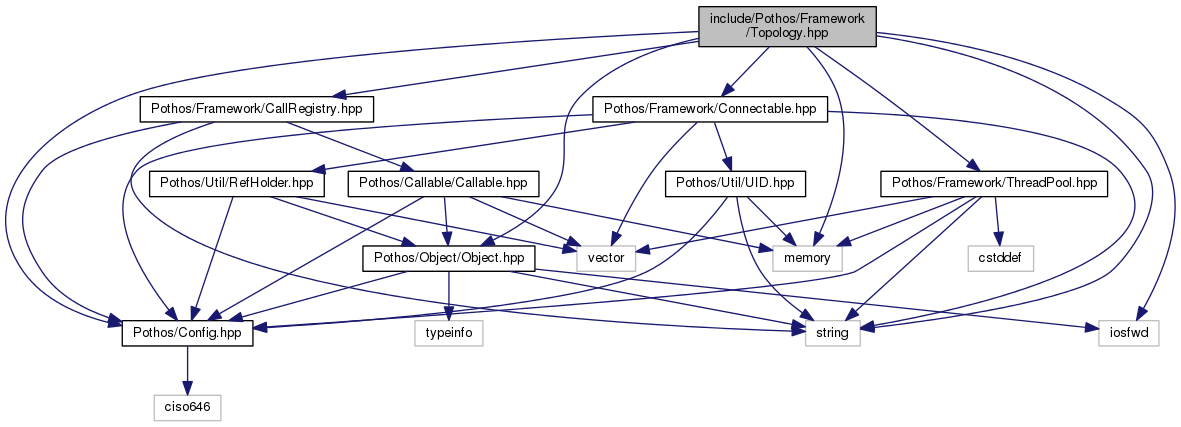 include/Pothos/Framework
/Topology.hpp
Pothos/Framework/CallRegistry.hpp
Pothos/Framework/Connectable.hpp
Pothos/Util/RefHolder.hpp
Pothos/Callable/Callable.hpp
Pothos/Util/UID.hpp
Pothos/Framework/ThreadPool.hpp
Pothos/Object/Object.hpp
vector
memory
cstddef
Pothos/Config.hpp
typeinfo
string
iosfwd
ciso646